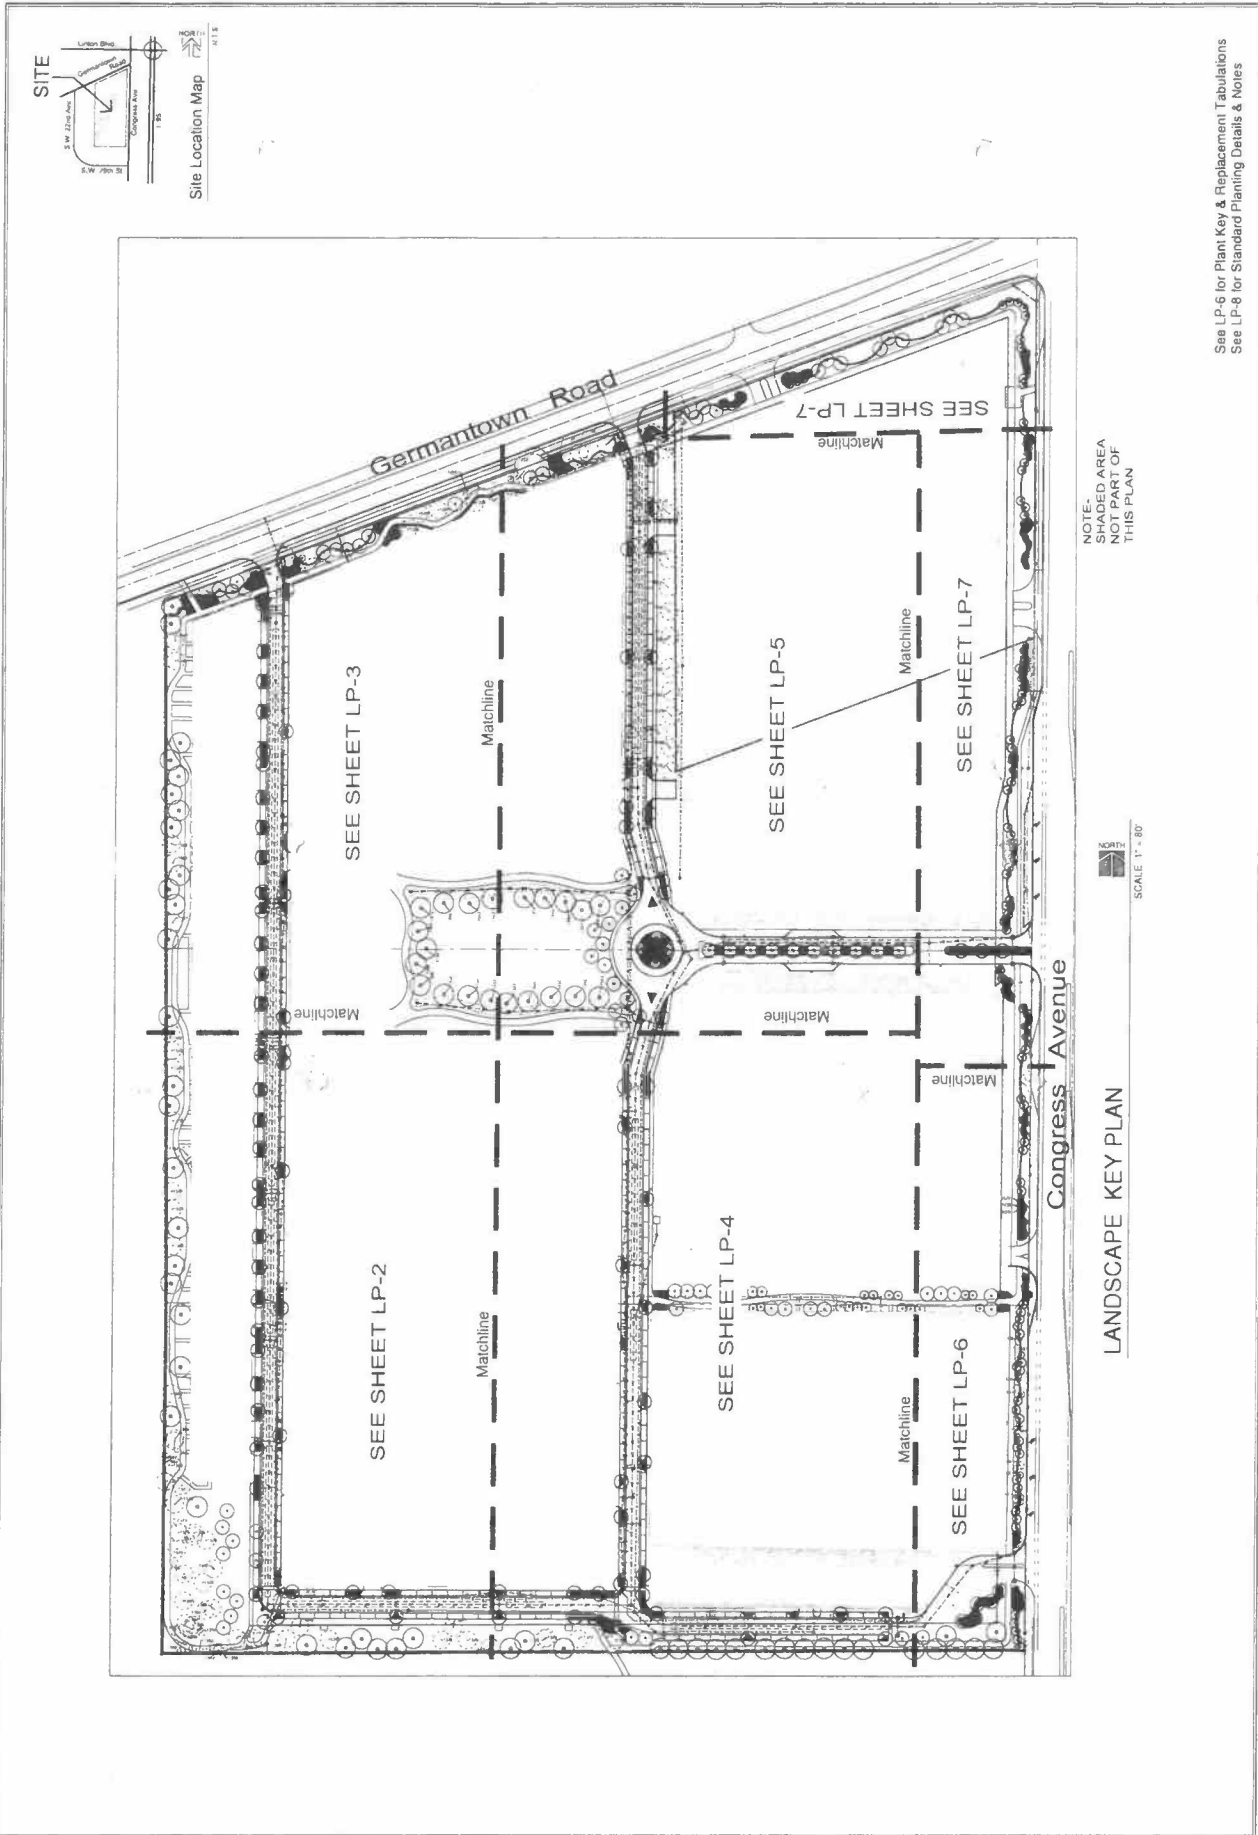 SITE
Linton Blvd.
Germantown
Road
S.W. 22nd Ave.
Congress Ave
I-95
Site Location Map
NORTH
N.T.S
Germantown Road
SEE SHEET LP-3
Matchline
SEE SHEET LP-7
Matchline
SEE SHEET LP-5
Matchline
SEE SHEET LP-7
Matchline
Matchline
Matchline
SEE SHEET LP-2
Matchline
SEE SHEET LP-4
Matchline
SEE SHEET LP-6
Congress Avenue
NOTE-
SHADED AREA
NOT PART OF
THIS PLAN
LANDSCAPE KEY PLAN
NORTH
SCALE 1" = 80'
See LP-6 for Plant Key & Replacement Tabulations
See LP-8 for Standard Planting Details & Notes